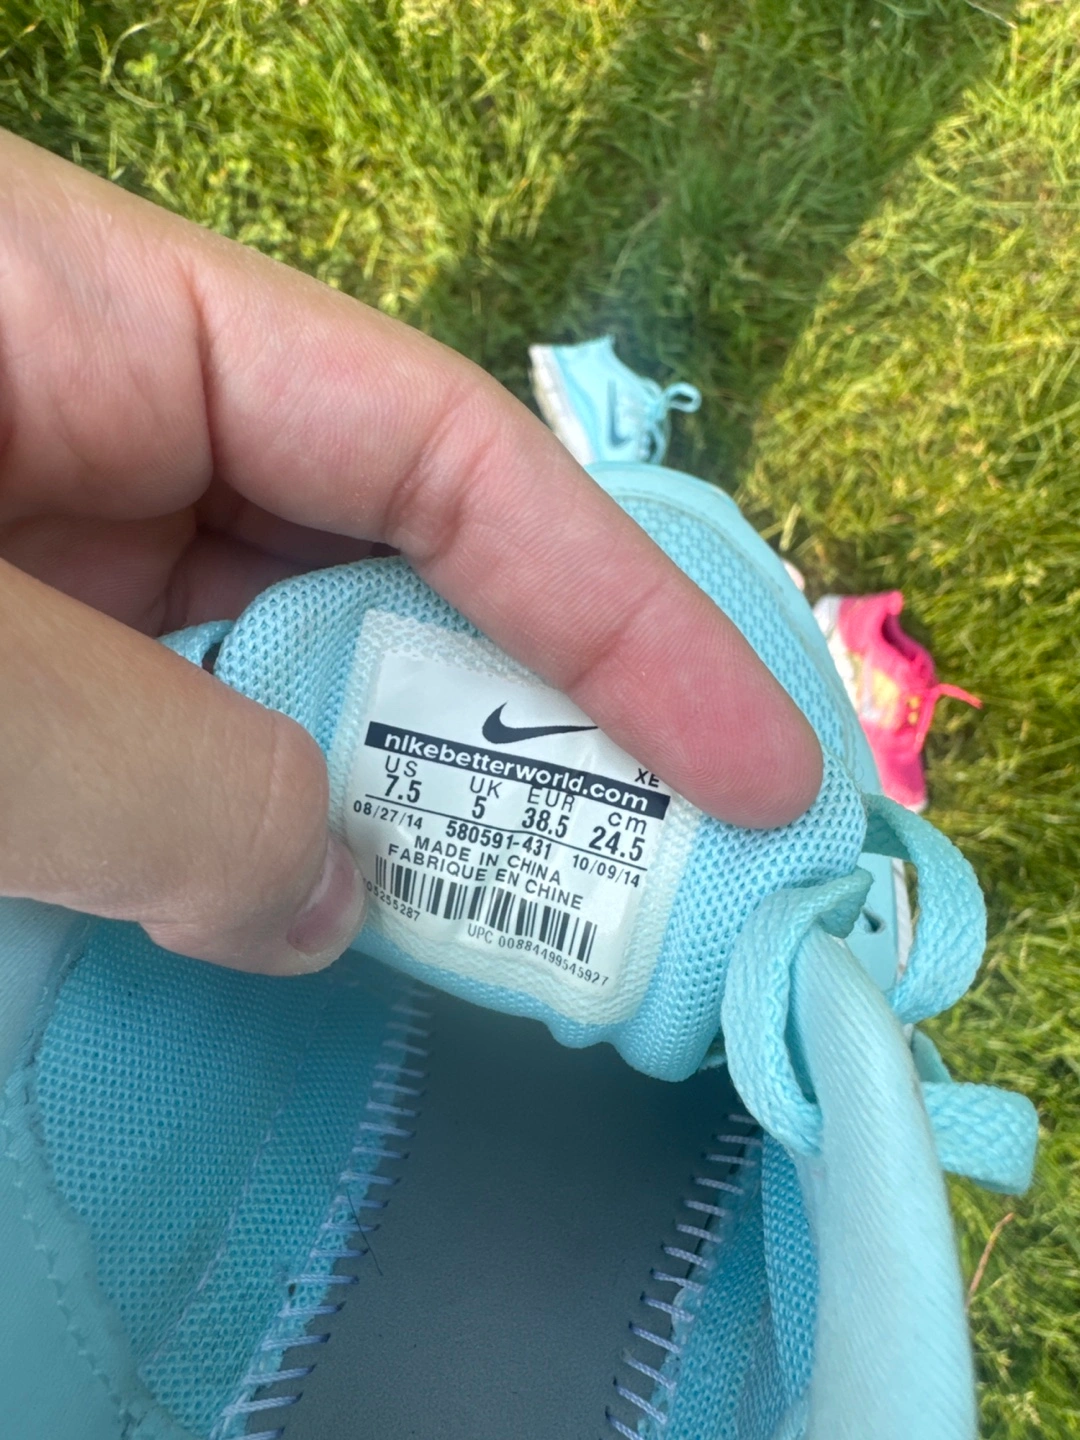 XE
nikebetterworld.com
US UK EUR cm
7.5 5 38.5 24.5
08/27/14 580591-431 10/09/14
MADE IN CHINA
FABRIQUE EN CHINE
05255287 UPC 00884499545927